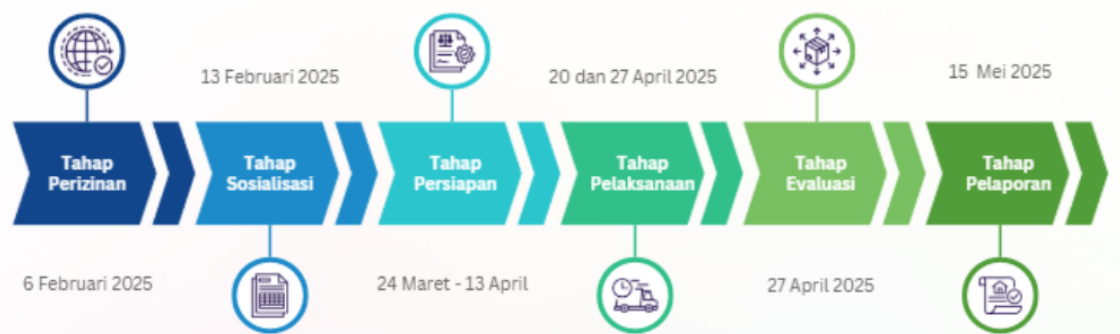 13 Februari 2025
20 dan 27 April 2025
15 Mei 2025
Tahap
Perizinan
Tahap
Sosialisasi
Tahap
Persiapan
Tahap
Pelaksanaan
Tahap
Evaluasi
Tahap
Pelaporan
6 Februari 2025
24 Maret - 13 April
27 April 2025